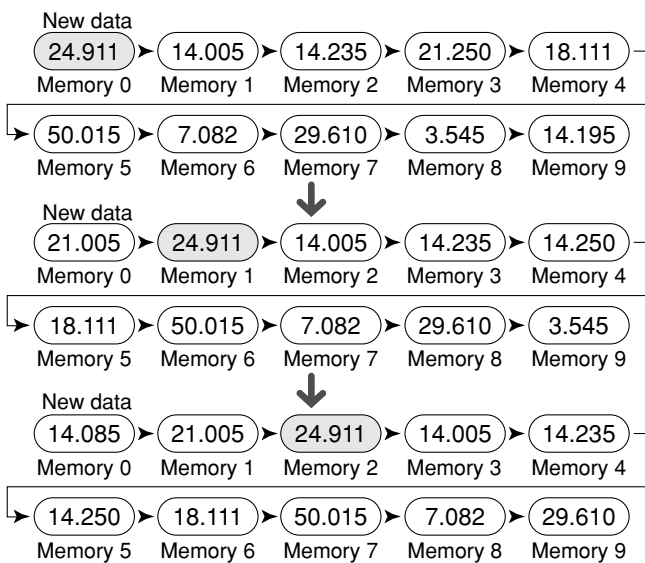 New data
24.911 14.005 14.235 21.250 18.111
Memory 0 Memory 1 Memory 2 Memory 3 Memory 4
50.015 7.082 29.610 3.545 14.195
Memory 5 Memory 6 Memory 7 Memory 8 Memory 9
New data
21.005 24.911 14.005 14.235 14.250
Memory 0 Memory 1 Memory 2 Memory 3 Memory 4
18.111 50.015 7.082 29.610 3.545
Memory 5 Memory 6 Memory 7 Memory 8 Memory 9
New data
14.085 21.005 24.911 14.005 14.235
Memory 0 Memory 1 Memory 2 Memory 3 Memory 4
14.250 18.111 50.015 7.082 29.610
Memory 5 Memory 6 Memory 7 Memory 8 Memory 9